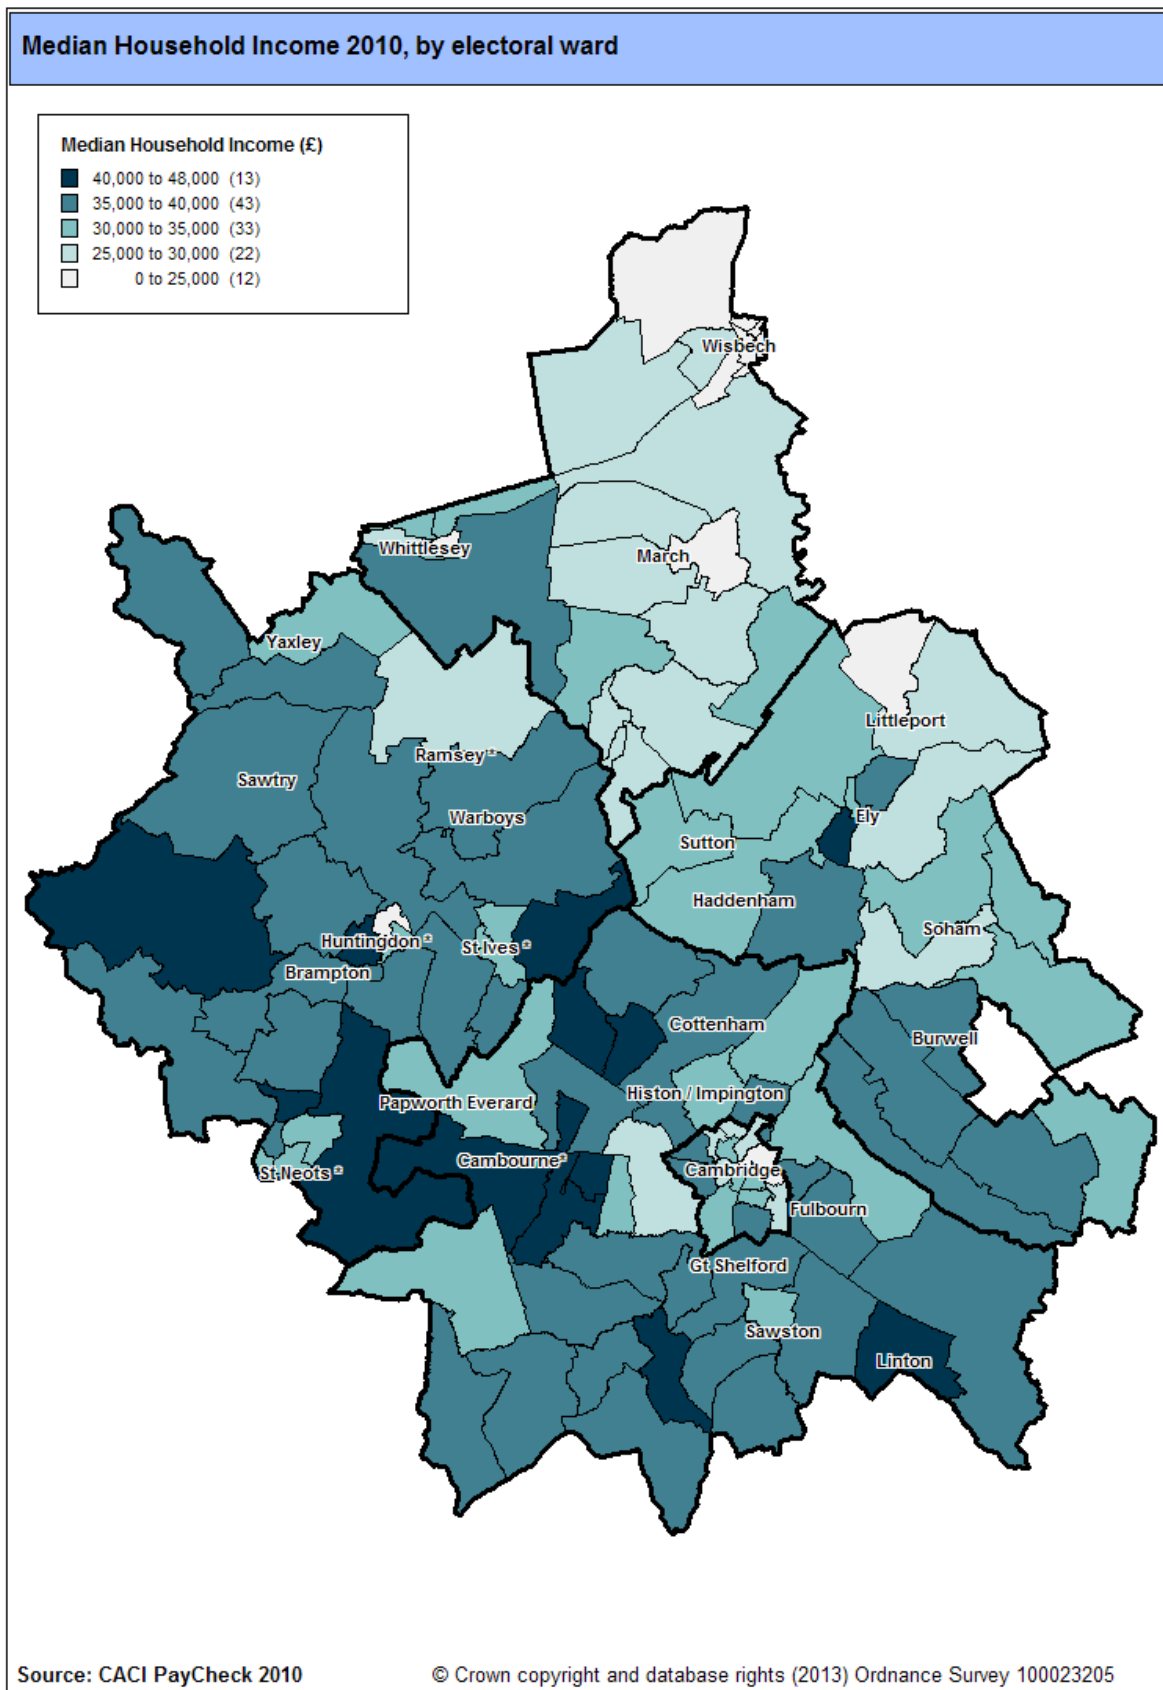 Median Household Income 2010, by electoral ward
Median Household Income (£)
40,000 to 48,000 (13)
35,000 to 40,000 (43)
30,000 to 35,000 (33)
25,000 to 30,000 (22)
0 to 25,000 (12)
Wisbech
Whittlesey
March
Yaxley
Littleport
Ramsey *
Sawtry
Warboys
Ely
Sutton
Haddenham
Soham
Huntingdon *
St Ives *
Brampton
Cottenham
Burwell
Histon / Impington
Papworth Everard
Cambourne*
Cambridge
St Neots *
Fulbourn
Gt Shelford
Sawston
Linton
Source: CACI PayCheck 2010
© Crown copyright and database rights (2013) Ordnance Survey 100023205